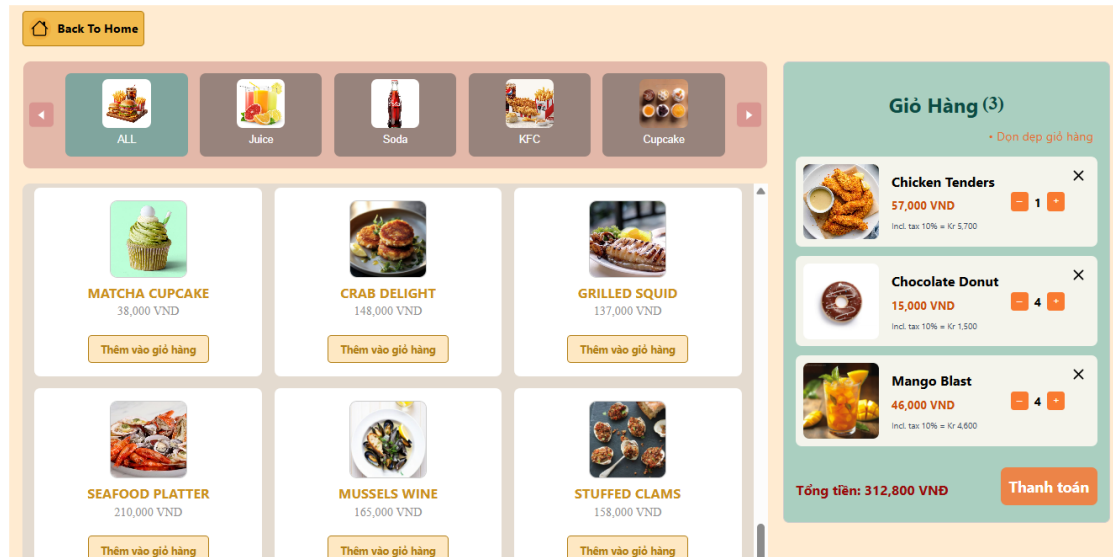 Back To Home
ALL
Juice
Soda
KFC
Cupcake
MATCHA CUPCAKE
38,000 VND
Thêm vào giỏ hàng
CRAB DELIGHT
148,000 VND
Thêm vào giỏ hàng
GRILLED SQUID
137,000 VND
Thêm vào giỏ hàng
SEAFOOD PLATTER
210,000 VND
Thêm vào giỏ hàng
MUSSELS WINE
165,000 VND
Thêm vào giỏ hàng
STUFFED CLAMS
158,000 VND
Thêm vào giỏ hàng
Giỏ Hàng (3)
• Dọn dẹp giỏ hàng
Chicken Tenders
57,000 VND
− 1 +
Incl. tax 10% = Kr 5,700
Chocolate Donut
15,000 VND
− 4 +
Incl. tax 10% = Kr 1,500
Mango Blast
46,000 VND
− 4 +
Incl. tax 10% = Kr 4,600
Tổng tiền: 312,800 VNĐ
Thanh toán